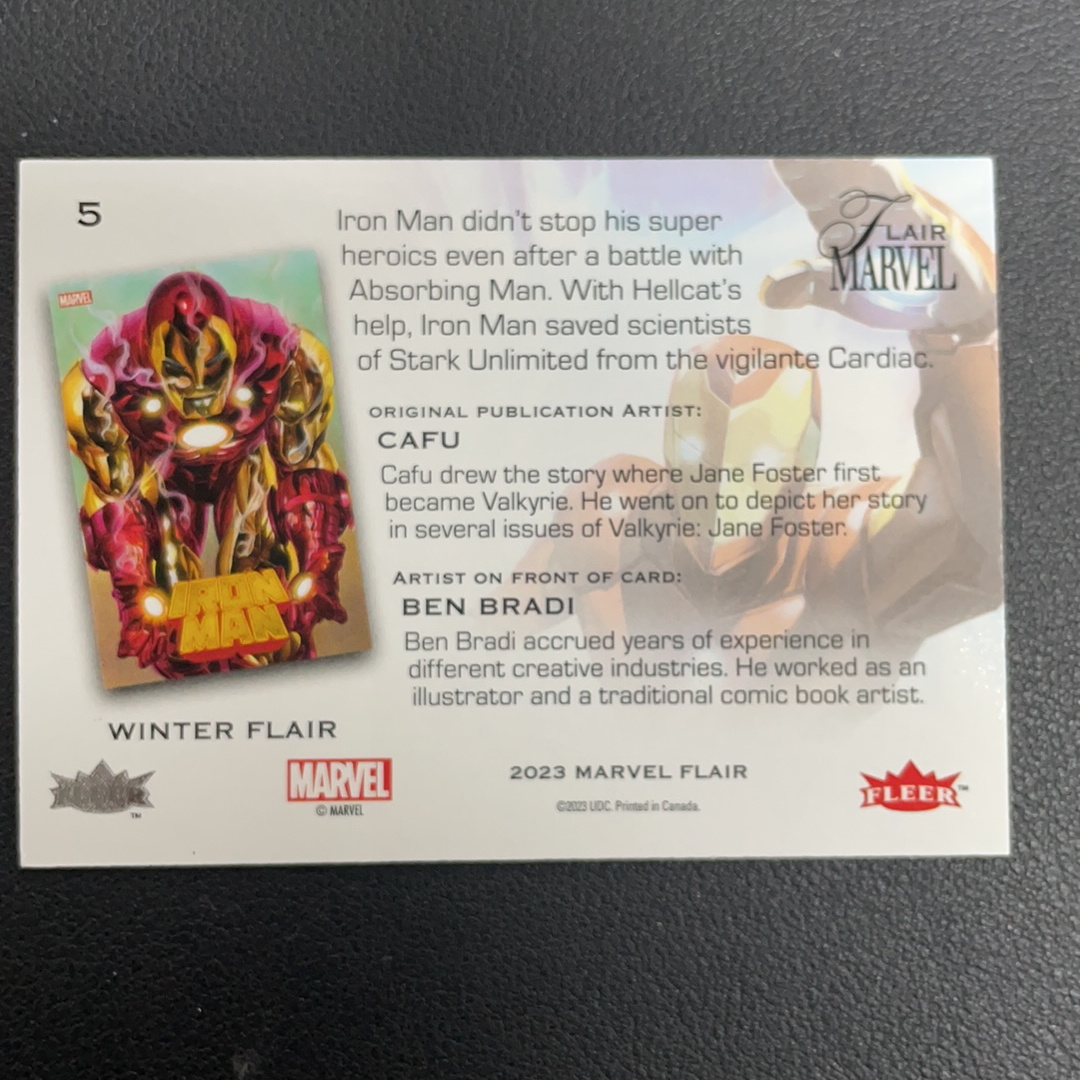 5
Iron Man didn't stop his super
heroics even after a battle with
Absorbing Man. With Hellcat's
help, Iron Man saved scientists
of Stark Unlimited from the vigilante Cardiac.
FLAIR
MARVEL
MARVEL
IRON
MAN
ORIGINAL PUBLICATION ARTIST:
CAFU
Cafu drew the story where Jane Foster first
became Valkyrie. He went on to depict her story
in several issues of Valkyrie: Jane Foster.
ARTIST ON FRONT OF CARD:
BEN BRADI
Ben Bradi accrued years of experience in
different creative industries. He worked as an
illustrator and a traditional comic book artist.
WINTER FLAIR
TM
MARVEL
© MARVEL
2023 MARVEL FLAIR
©2023 UDC. Printed in Canada.
FLEER™